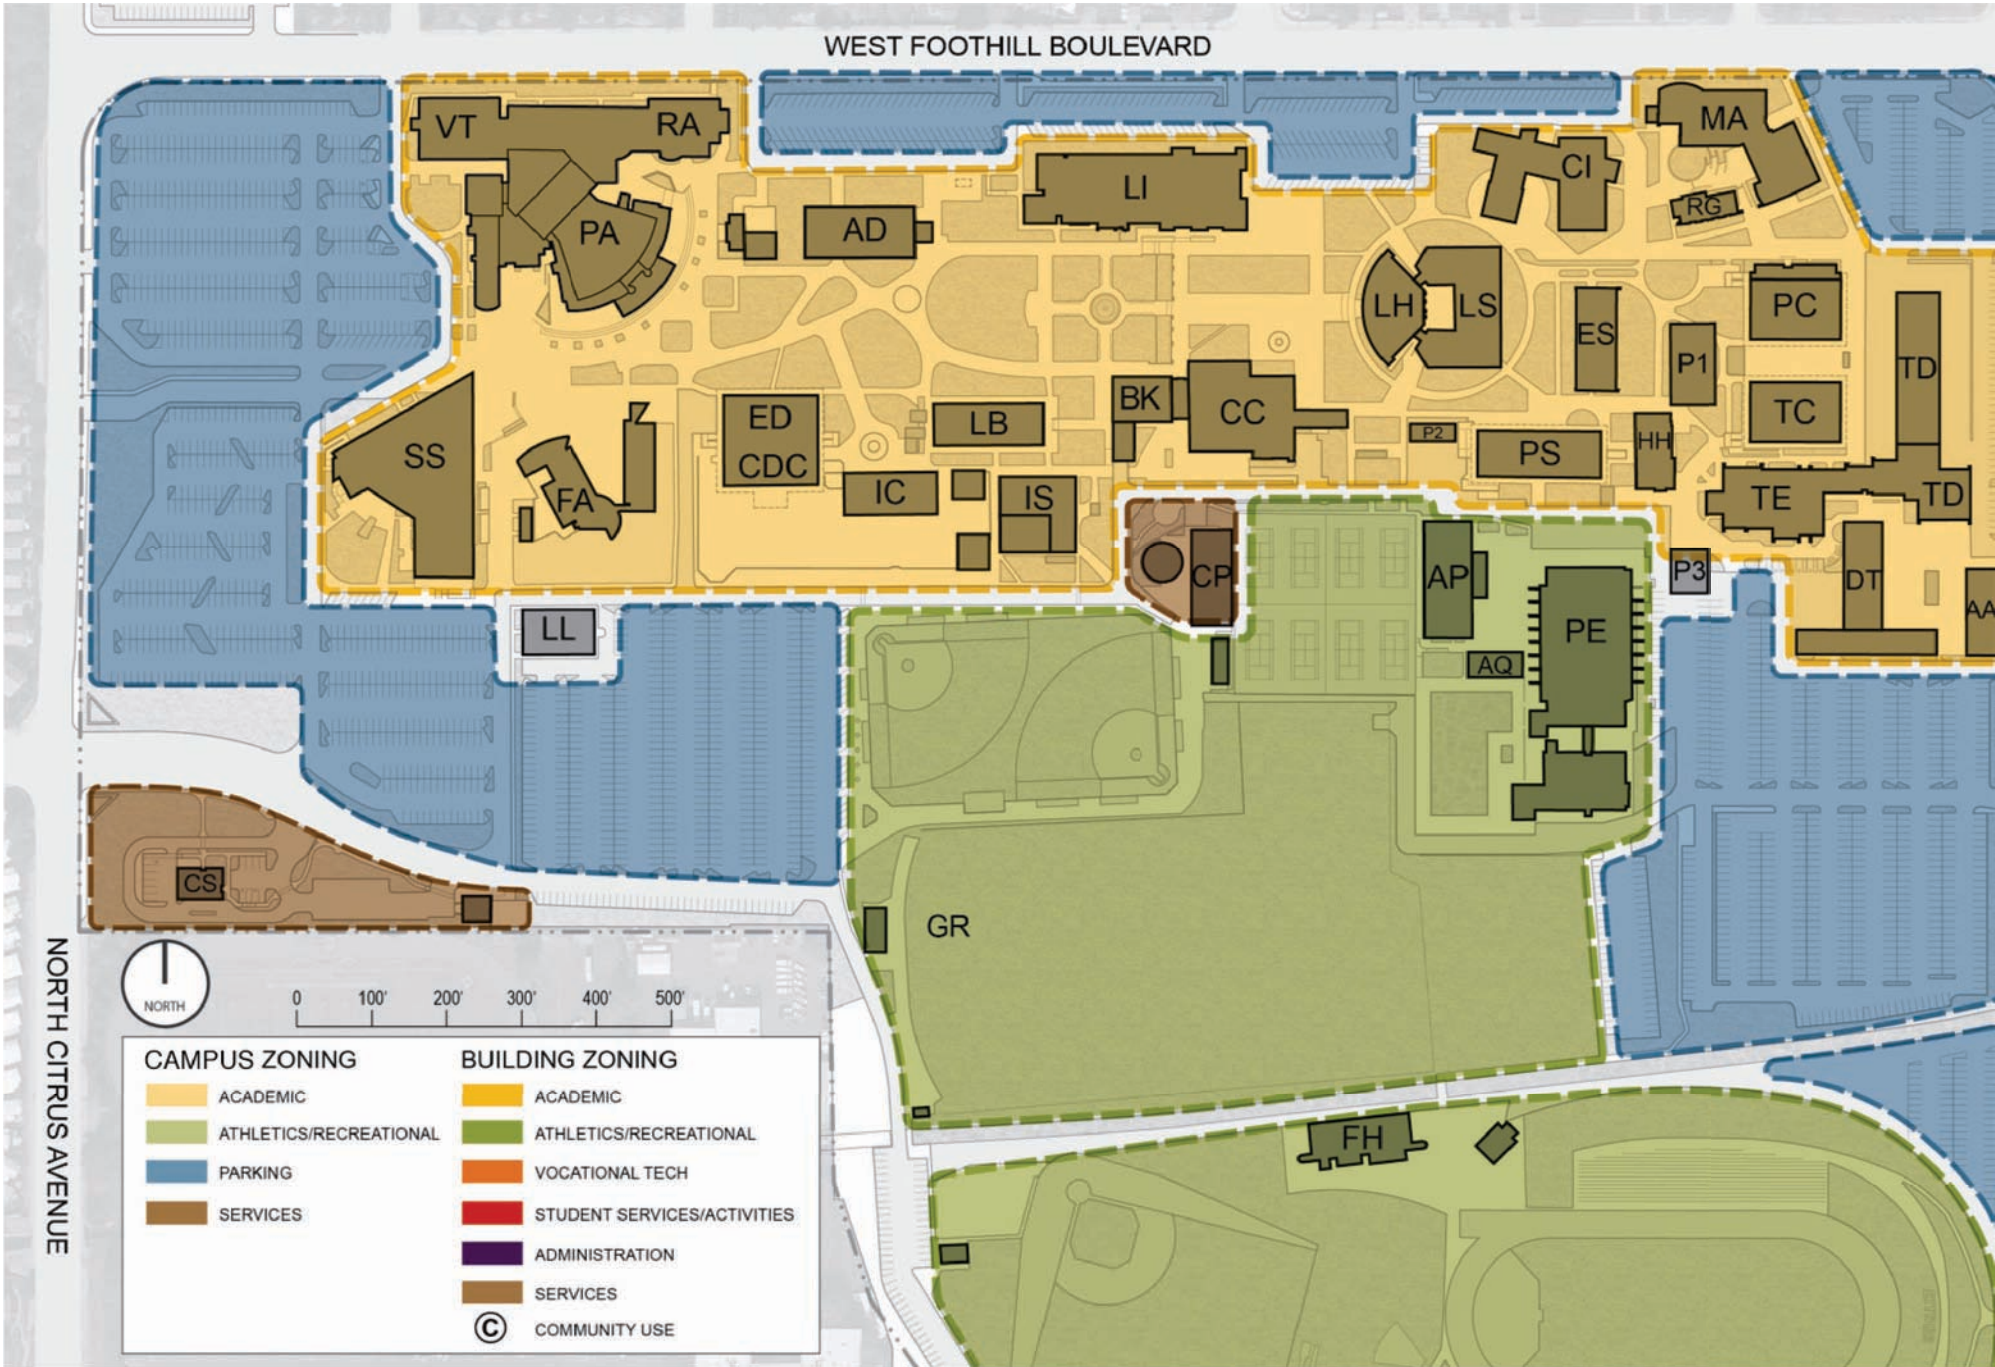 WEST FOOTHILL BOULEVARD
VT
RA
MA
CI
LI
RG
PA
AD
LH
LS
ES
PC
P1
TD
BK
CC
TC
ED
LB
P2
HH
SS
PS
CDC
FA
IC
IS
TE
TD
CP
AP
P3
DT
AA
LL
PE
AQ
CS
GR
NORTH CITRUS AVENUE
NORTH
0 100' 200' 300' 400' 500'
FH
CAMPUS ZONING
ACADEMIC
ATHLETICS/RECREATIONAL
PARKING
SERVICES
BUILDING ZONING
ACADEMIC
ATHLETICS/RECREATIONAL
VOCATIONAL TECH
STUDENT SERVICES/ACTIVITIES
ADMINISTRATION
SERVICES
C COMMUNITY USE